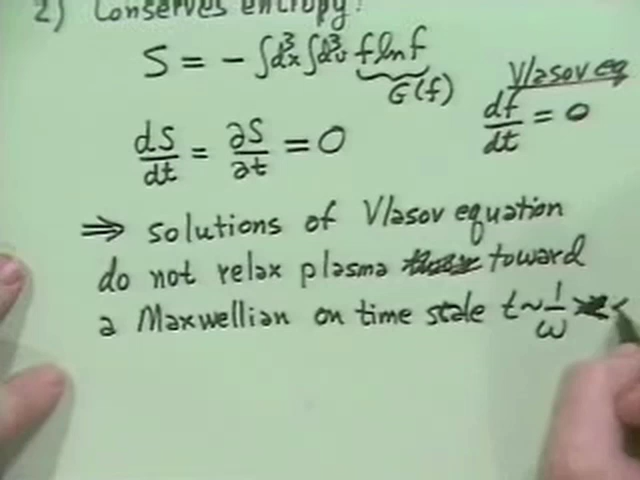 2) Conserves entropy:
S = - ∫d³x ∫d³v f ln f
G(f)
Vlasov eq
df/dt = 0
dS/dt = ∂S/∂t = 0
⇒ solutions of Vlasov equation
do not relax plasma toward
a Maxwellian on time scale t ~ 1/ω <